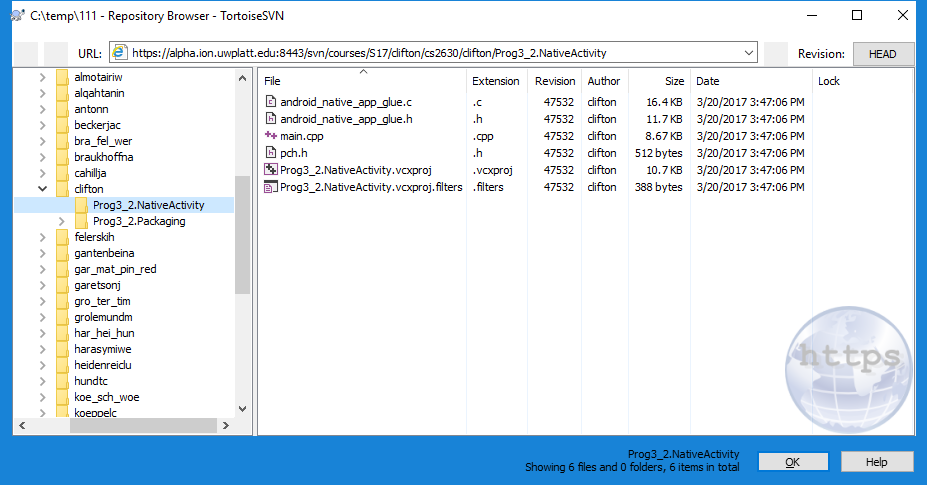 C:\temp\111 - Repository Browser - TortoiseSVN
URL: https://alpha.ion.uwplatt.edu:8443/svn/courses/S17/clifton/cs2630/clifton/Prog3_2.NativeActivity Revision: HEAD
almotairiw
alqahtanin
antonn
beckerjac
bra_fel_wer
braukhoffna
cahillja
clifton
Prog3_2.NativeActivity
Prog3_2.Packaging
felerskih
gantenbeina
gar_mat_pin_red
garetsonj
gro_ter_tim
grolemundm
har_hei_hun
harasymiwe
heidenreiclu
hundtc
koe_sch_woe
koeppelc
File Extension Revision Author Size Date Lock
android_native_app_glue.c .c 47532 clifton 16.4 KB 3/20/2017 3:47:06 PM
android_native_app_glue.h .h 47532 clifton 11.7 KB 3/20/2017 3:47:06 PM
main.cpp .cpp 47532 clifton 8.67 KB 3/20/2017 3:47:06 PM
pch.h .h 47532 clifton 512 bytes 3/20/2017 3:47:06 PM
Prog3_2.NativeActivity.vcxproj .vcxproj 47532 clifton 10.7 KB 3/20/2017 3:47:06 PM
Prog3_2.NativeActivity.vcxproj.filters .filters 47532 clifton 388 bytes 3/20/2017 3:47:06 PM
https
Prog3_2.NativeActivity
Showing 6 files and 0 folders, 6 items in total
OK Help